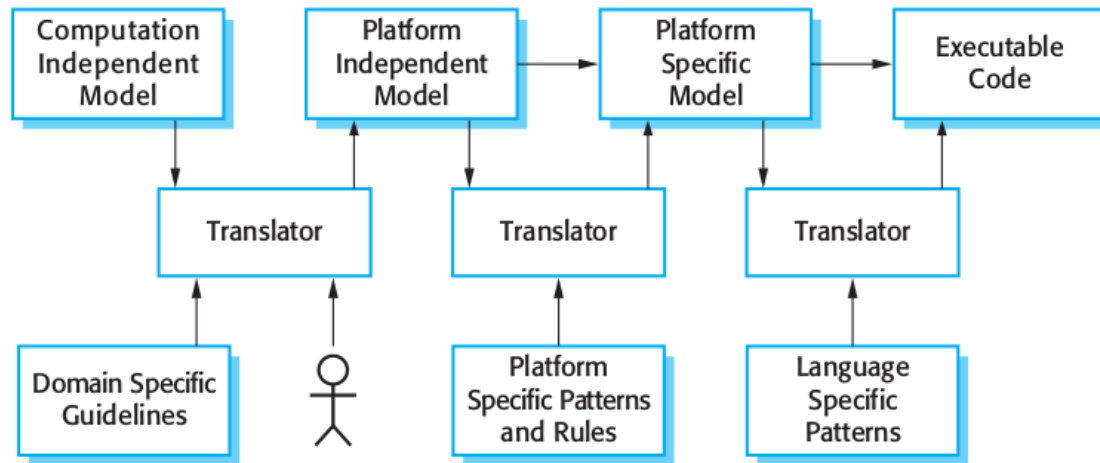 Computation
Independent
Model
Platform
Independent
Model
Platform
Specific
Model
Executable
Code
Translator
Translator
Translator
Domain Specific
Guidelines
Platform
Specific Patterns
and Rules
Language
Specific
Patterns